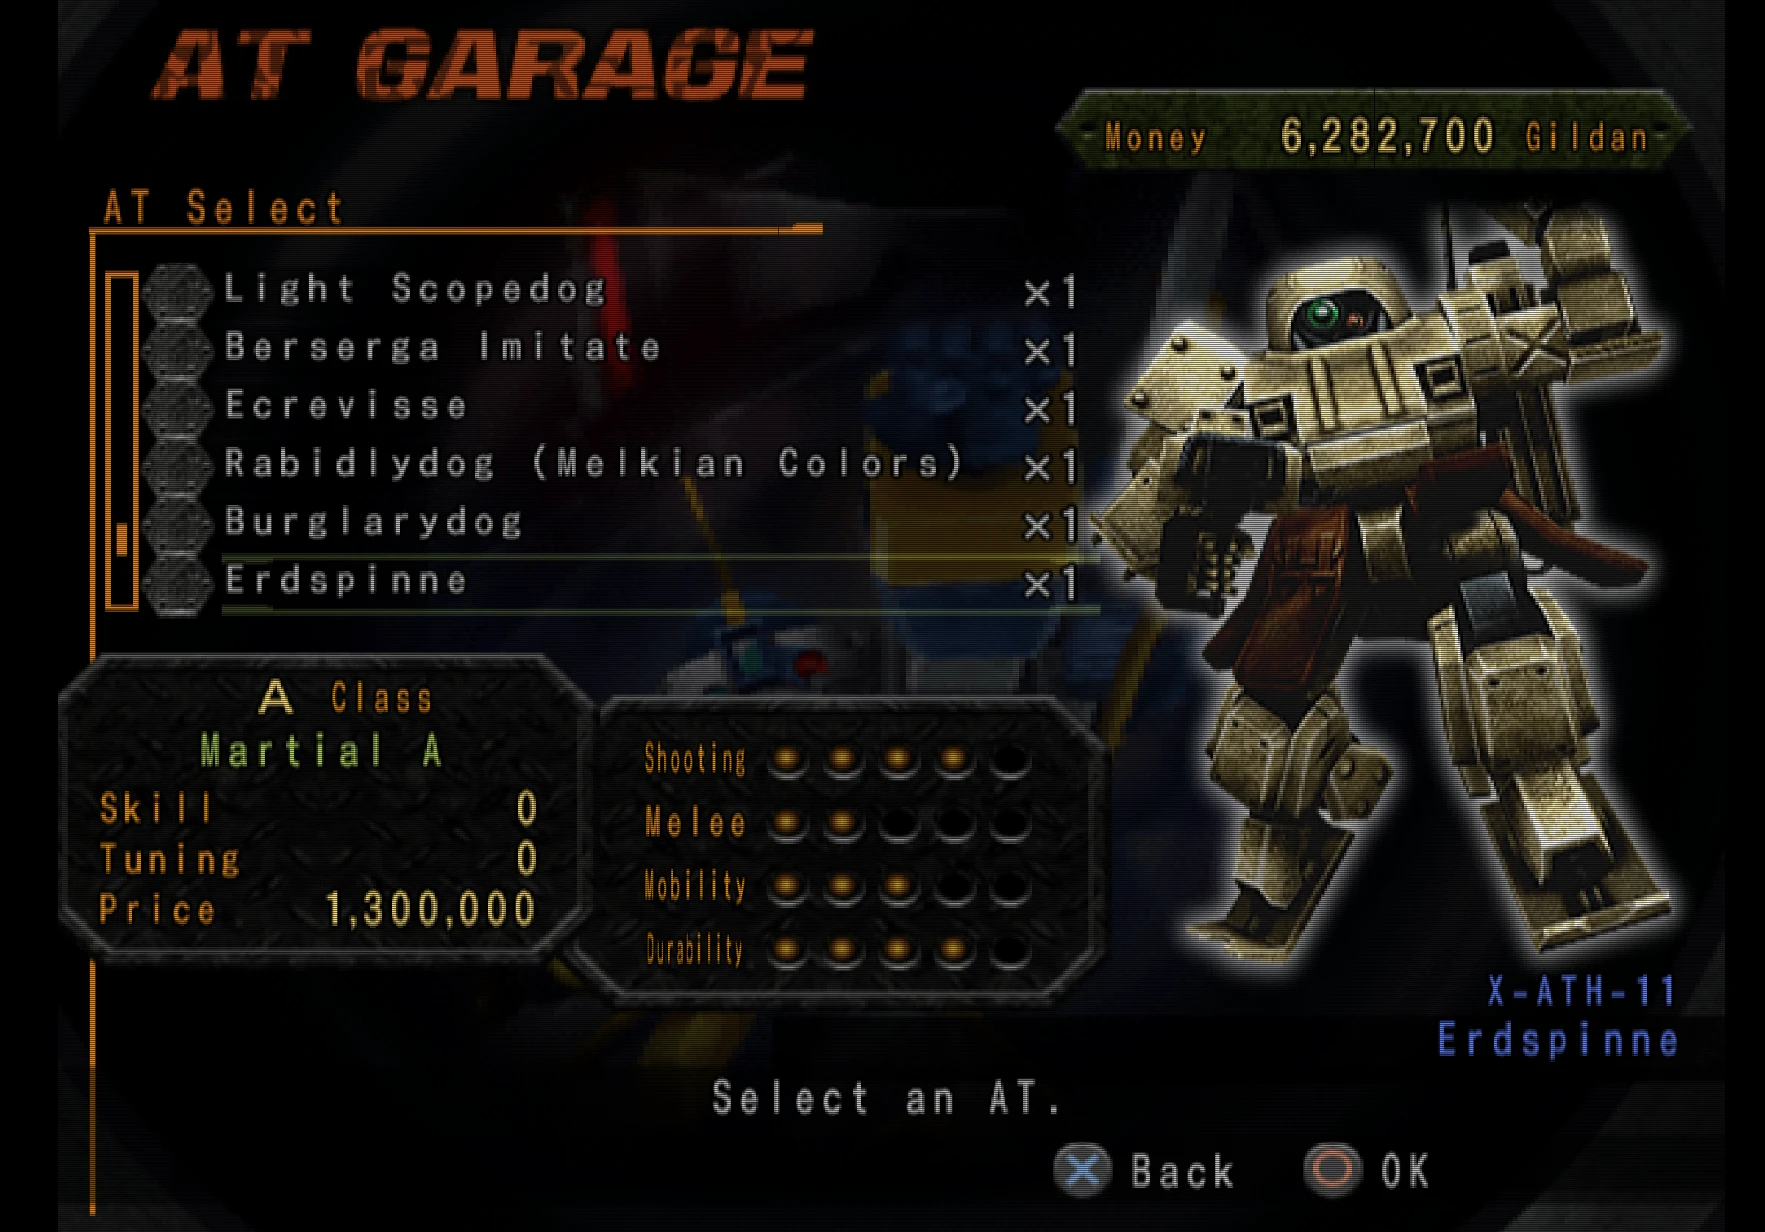 AT GARAGE
Money 6,282,700 Gildan
AT Select
Light Scopedog ×1
Berserga Imitate ×1
Ecrevisse ×1
Rabidlydog (Melkian Colors) ×1
Burglarydog ×1
Erdspinne ×1
A Class
Martial A
Skill 0
Tuning 0
Price 1,300,000
Shooting
Melee
Mobility
Durability
X-ATH-11
Erdspinne
Select an AT.
Back OK